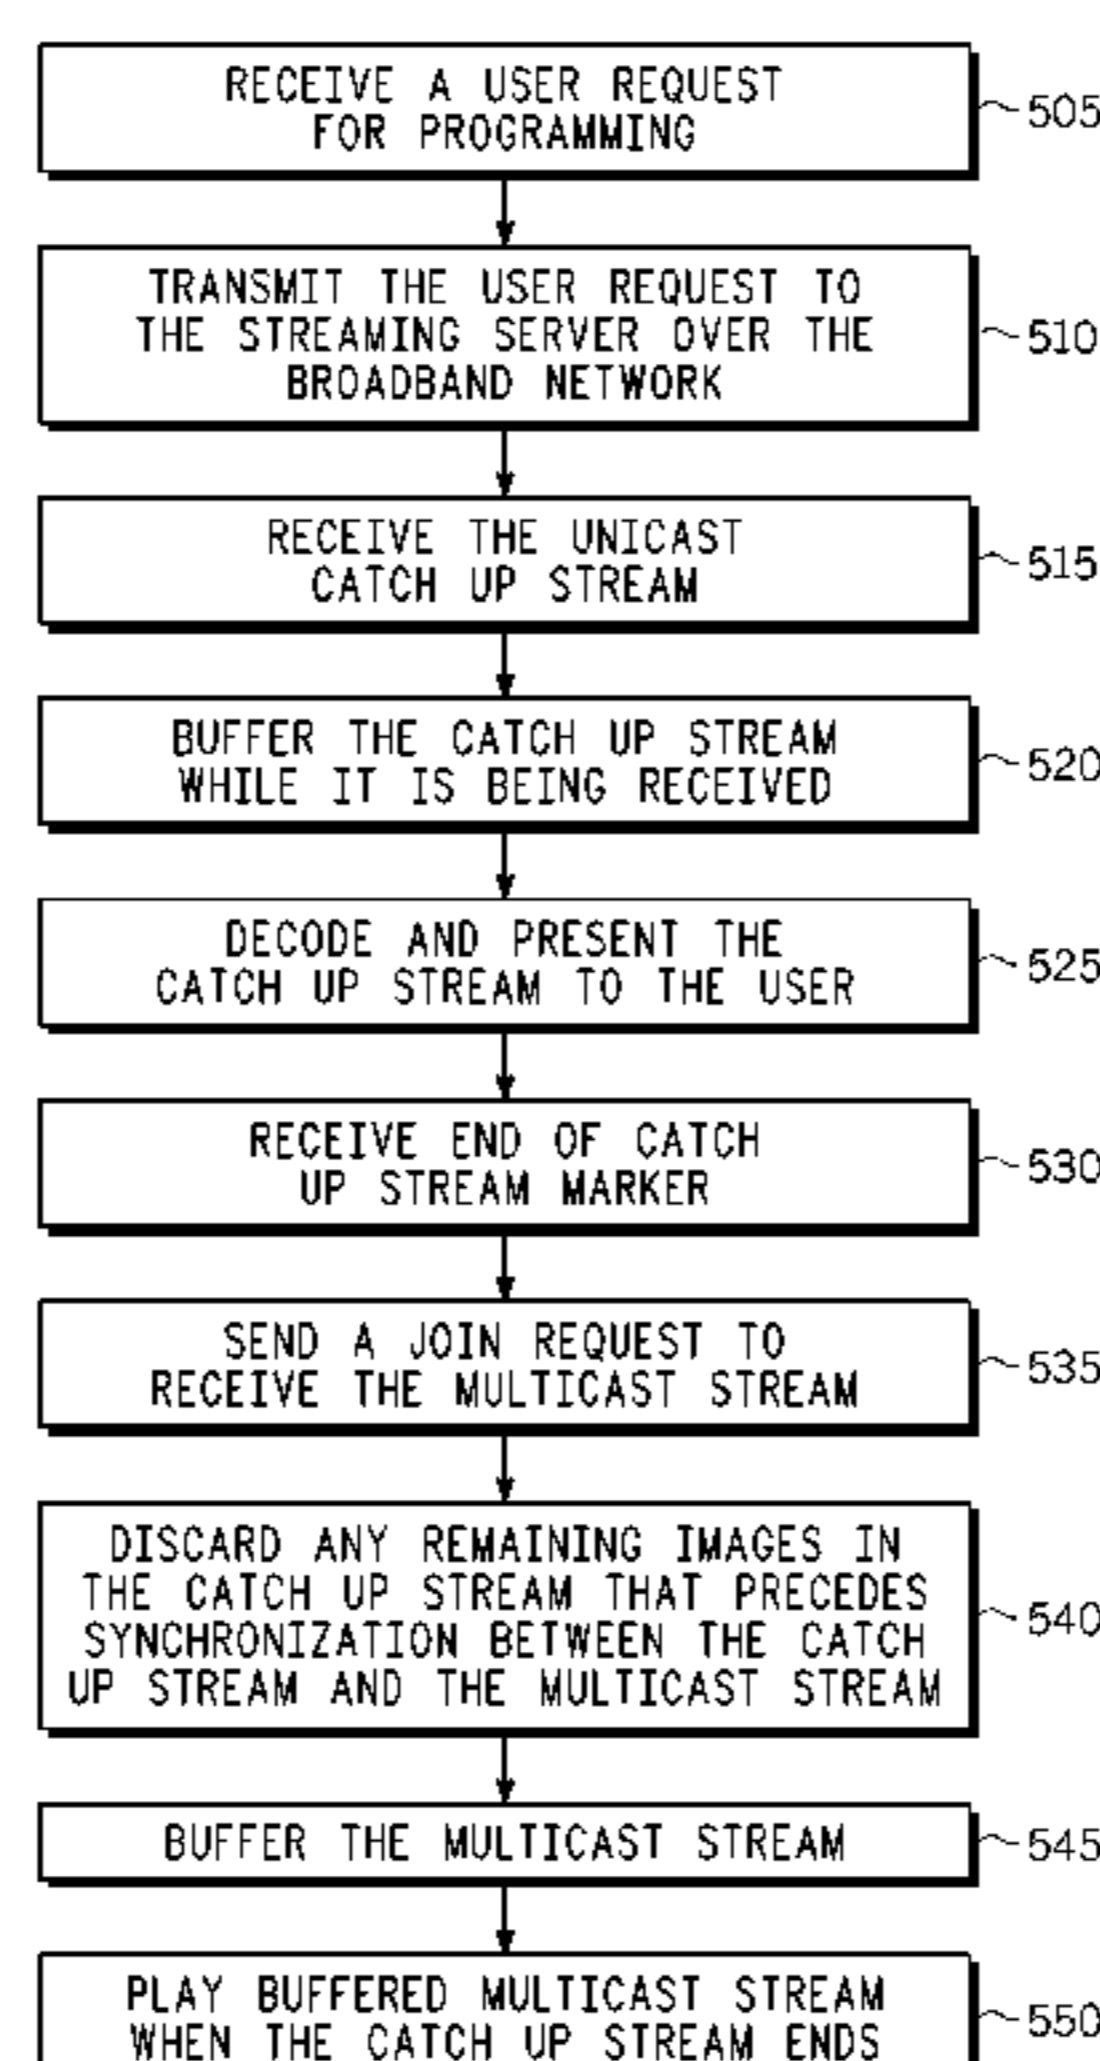 RECEIVE A USER REQUEST
FOR PROGRAMMING
505
TRANSMIT THE USER REQUEST TO
THE STREAMING SERVER OVER THE
BROADBAND NETWORK
510
RECEIVE THE UNICAST
CATCH UP STREAM
515
BUFFER THE CATCH UP STREAM
WHILE IT IS BEING RECEIVED
520
DECODE AND PRESENT THE
CATCH UP STREAM TO THE USER
525
RECEIVE END OF CATCH
UP STREAM MARKER
530
SEND A JOIN REQUEST TO
RECEIVE THE MULTICAST STREAM
535
DISCARD ANY REMAINING IMAGES IN
THE CATCH UP STREAM THAT PRECEDES
SYNCHRONIZATION BETWEEN THE CATCH
UP STREAM AND THE MULTICAST STREAM
540
BUFFER THE MULTICAST STREAM
545
PLAY BUFFERED MULTICAST STREAM
WHEN THE CATCH UP STREAM ENDS
550